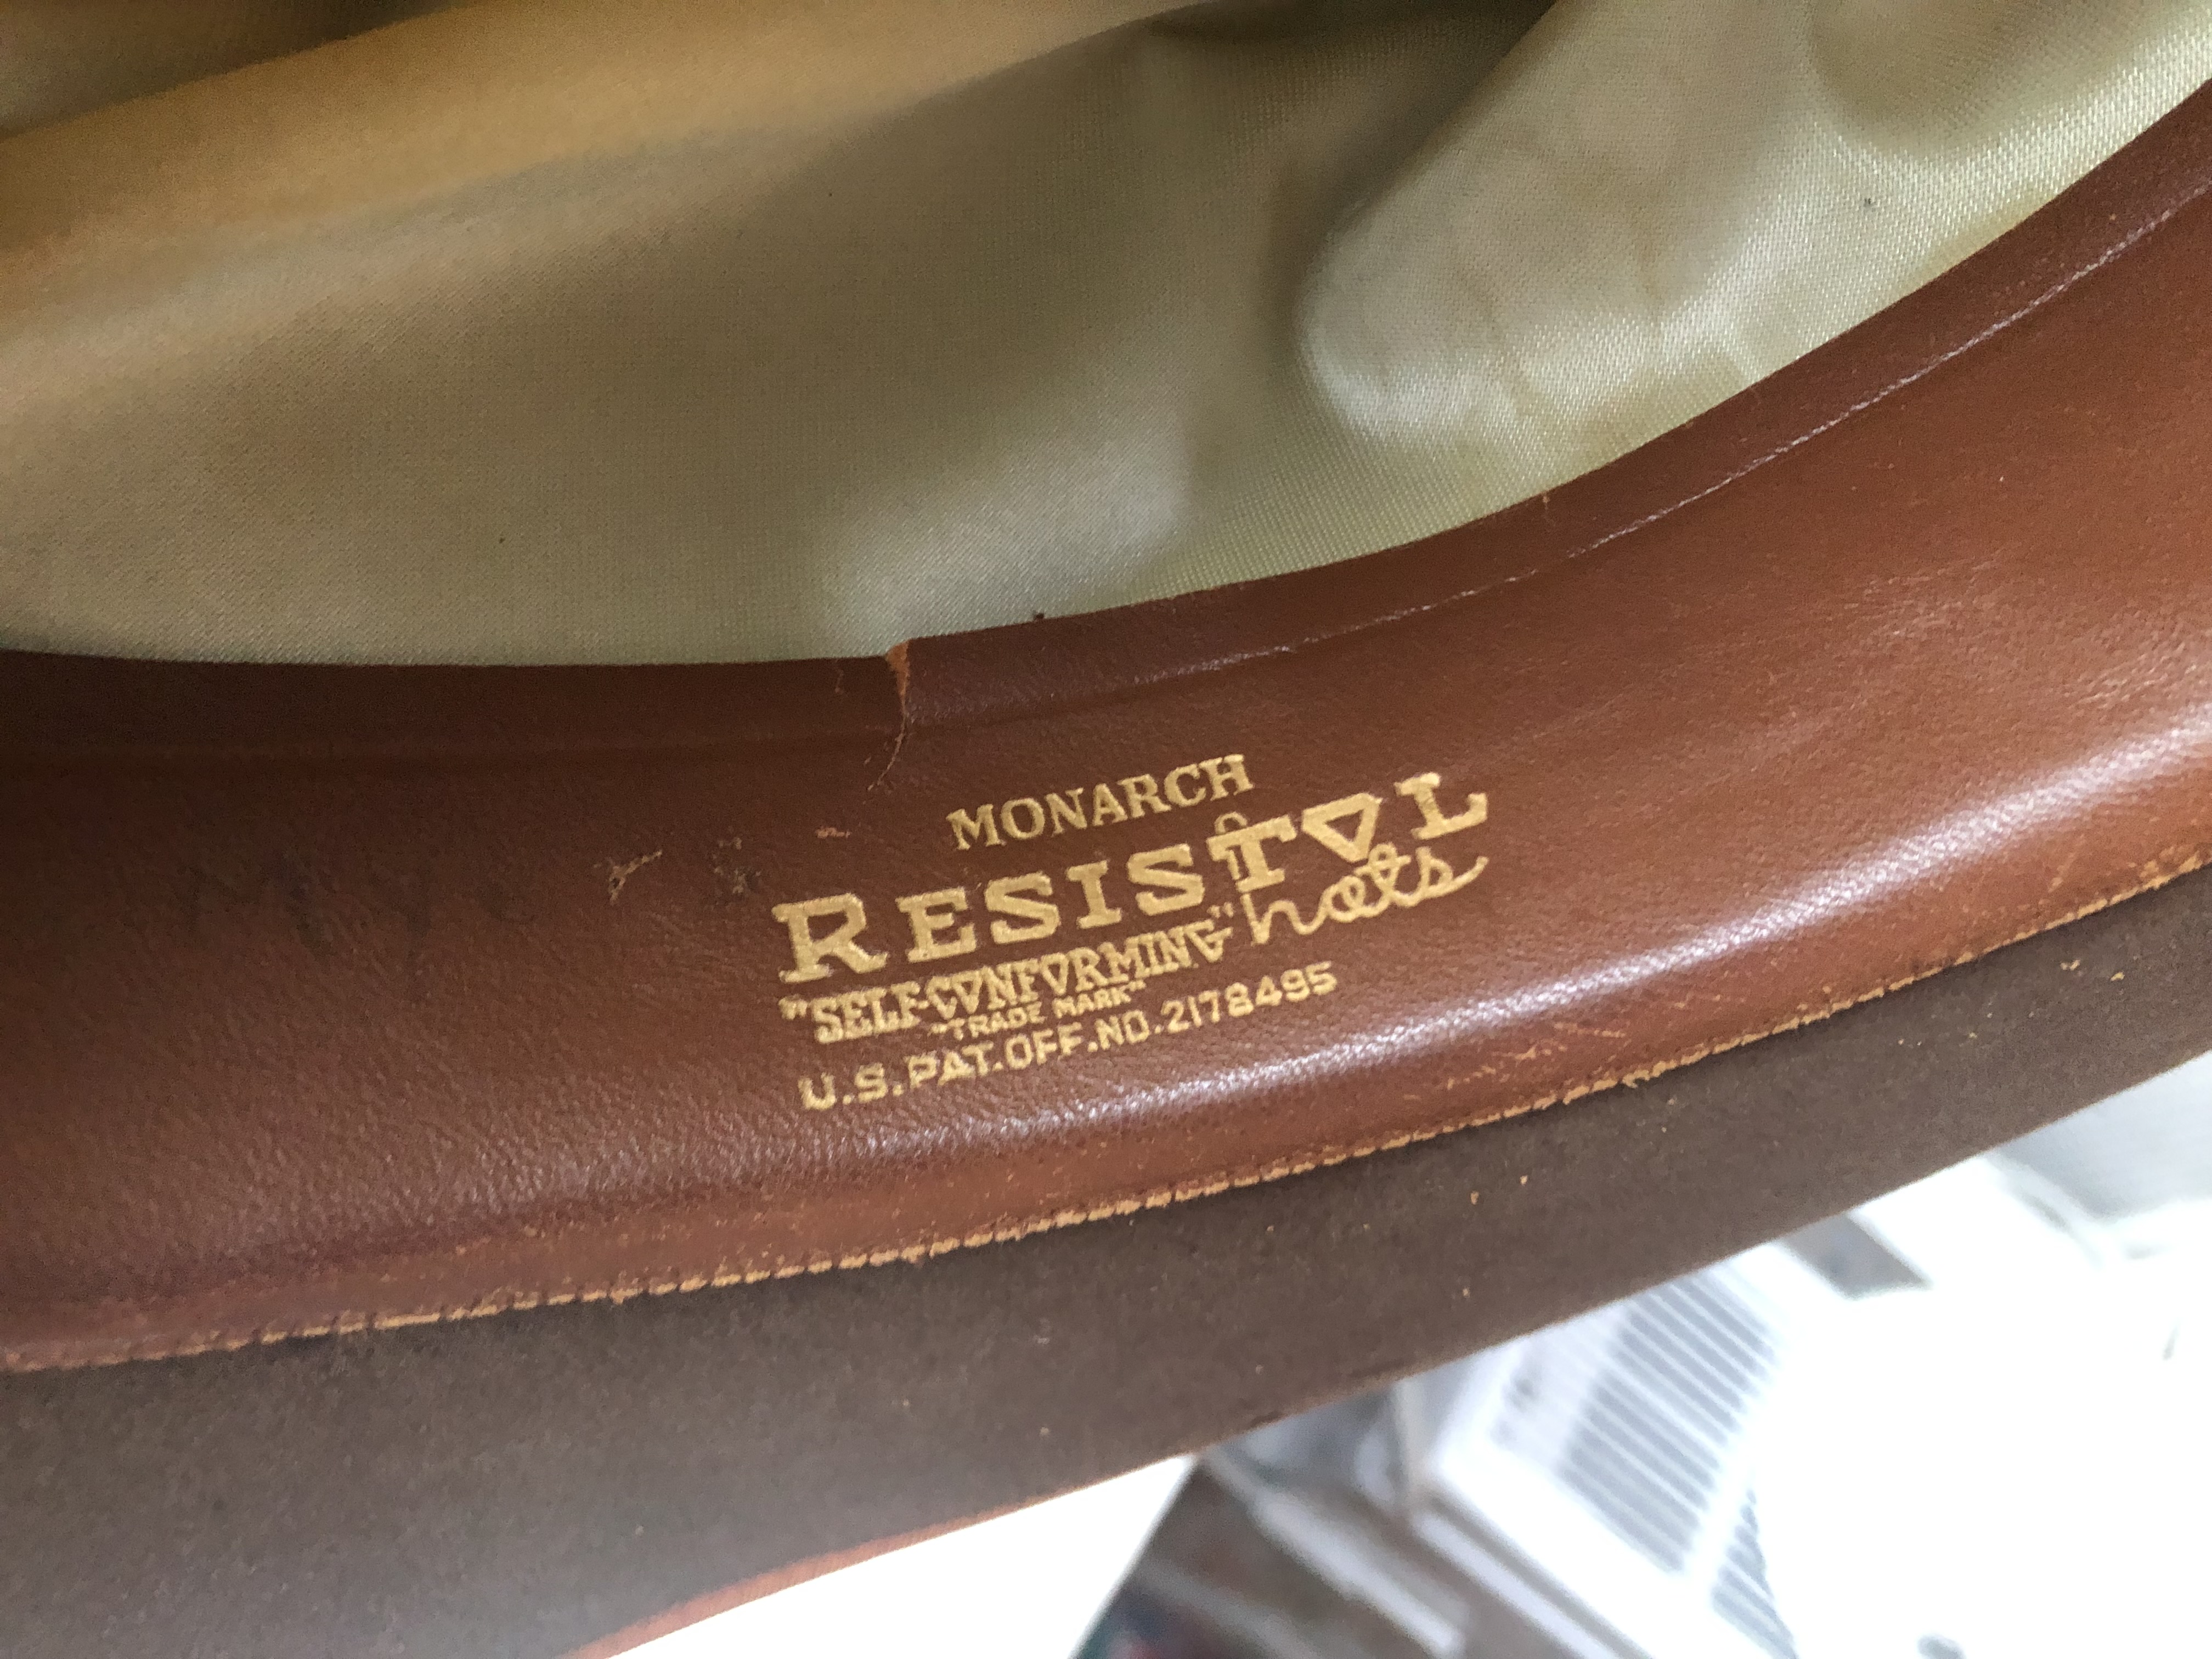 MONARCH
RESISTOL
hats
"SELF-CONFORMING"
"TRADE MARK"
U.S.PAT.OFF.NO.2178495